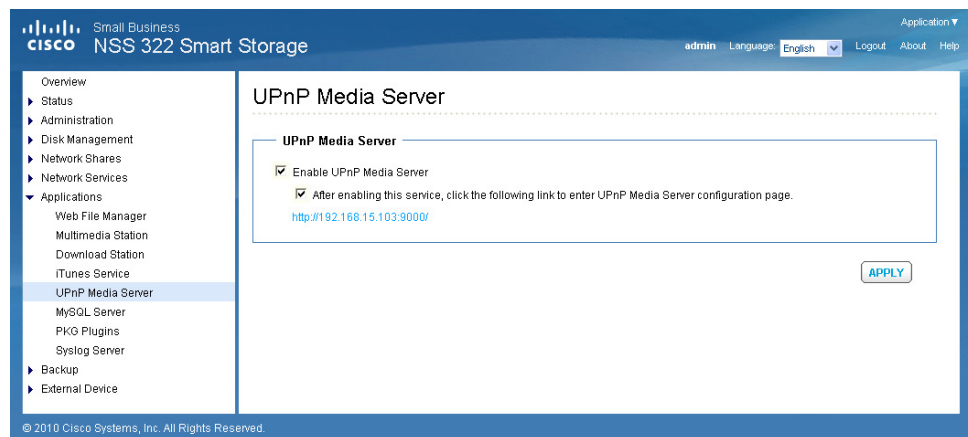 Small Business
CISCO NSS 322 Smart Storage
Application ▼
admin Language: English Logout About Help
Overview
Status
Administration
Disk Management
Network Shares
Network Services
Applications
Web File Manager
Multimedia Station
Download Station
iTunes Service
UPnP Media Server
MySQL Server
PKG Plugins
Syslog Server
Backup
External Device
UPnP Media Server
UPnP Media Server
Enable UPnP Media Server
After enabling this service, click the following link to enter UPnP Media Server configuration page.
http://192.168.15.103:9000/
APPLY
© 2010 Cisco Systems, Inc. All Rights Reserved.